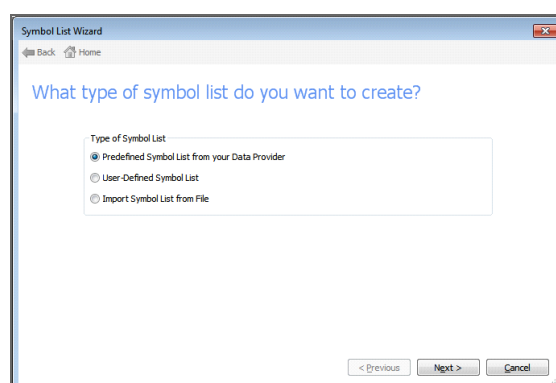 Symbol List Wizard
Back Home
What type of symbol list do you want to create?
Type of Symbol List
Predefined Symbol List from your Data Provider
User-Defined Symbol List
Import Symbol List from File
< Previous Next > Cancel